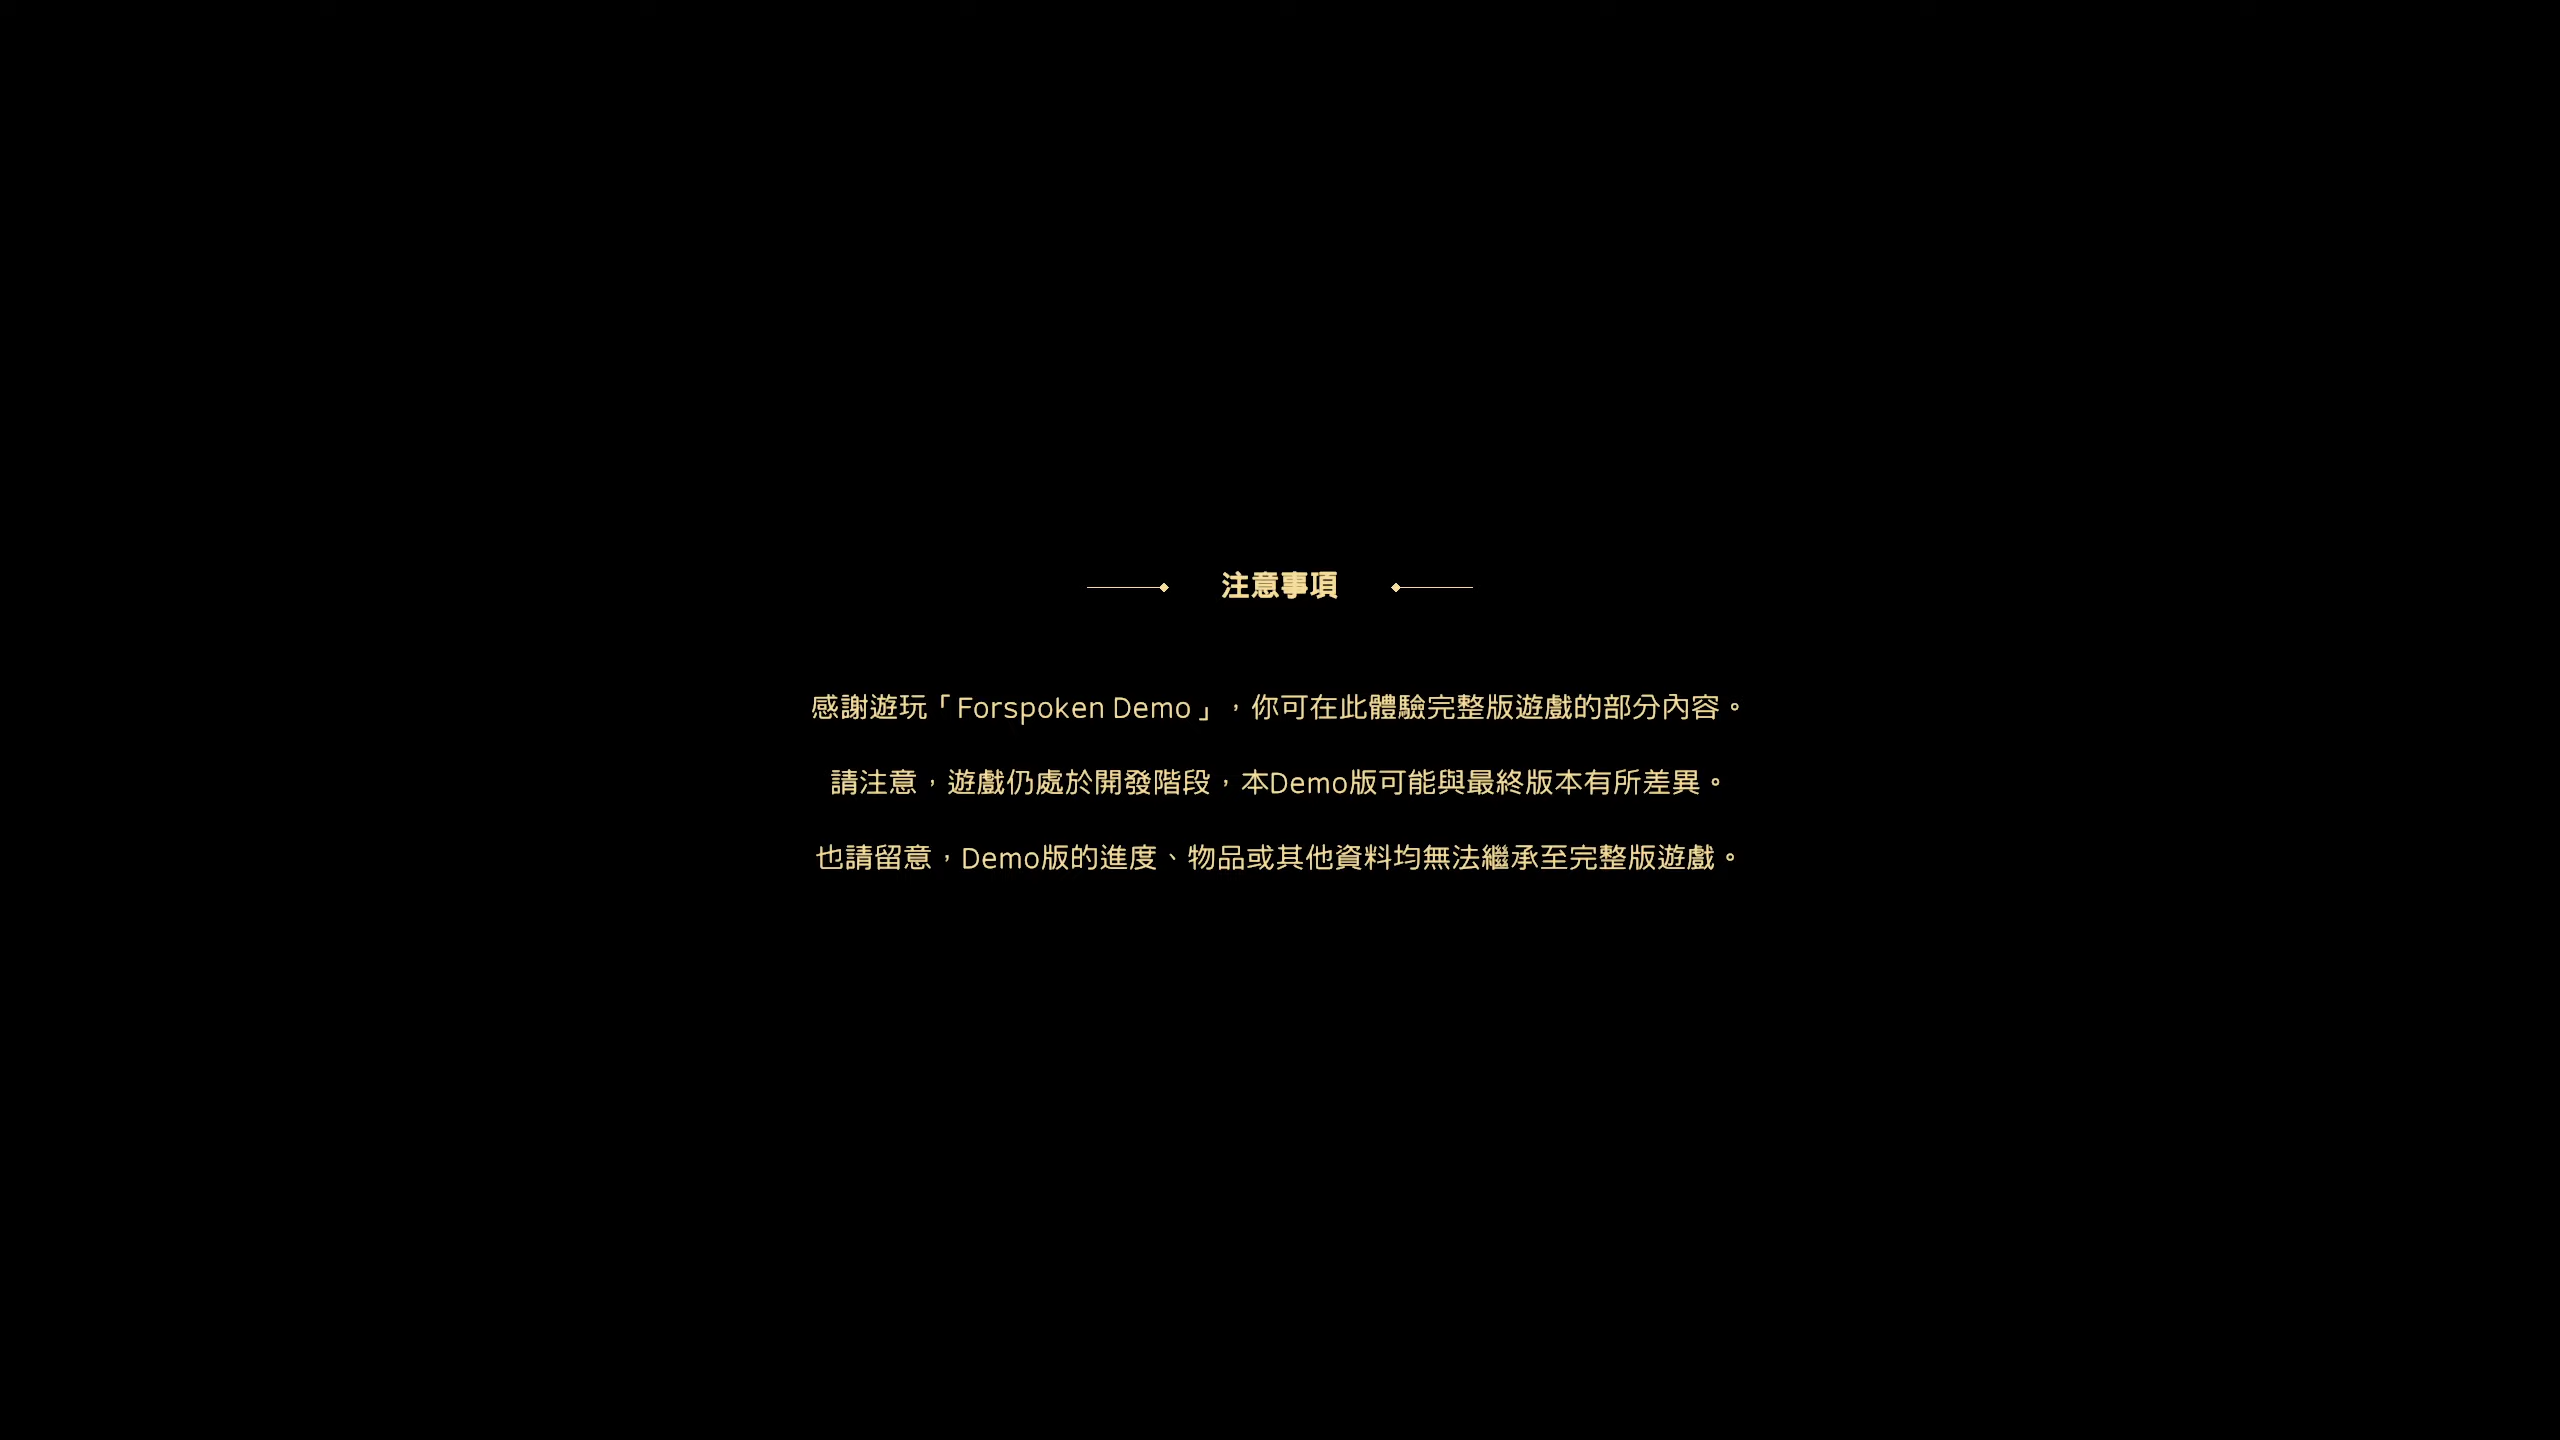 注意事項
感謝遊玩「Forspoken Demo」，你可在此體驗完整版遊戲的部分內容。
請注意，遊戲仍處於開發階段，本Demo版可能與最終版本有所差異。
也請留意，Demo版的進度、物品或其他資料均無法繼承至完整版遊戲。